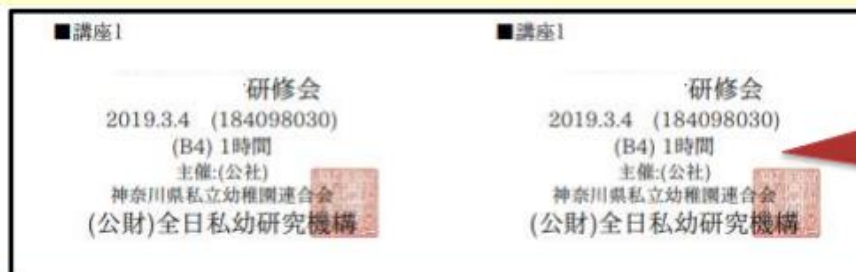 ■講座1
研修会
2019.3.4 (184098030)
(B4) 1時間
主催:(公社)
神奈川県私立幼稚園連合会
(公財)全日私幼研究機構
■講座1
研修会
2019.3.4 (184098030)
(B4) 1時間
主催:(公社)
神奈川県私立幼稚園連合会
(公財)全日私幼研究機構